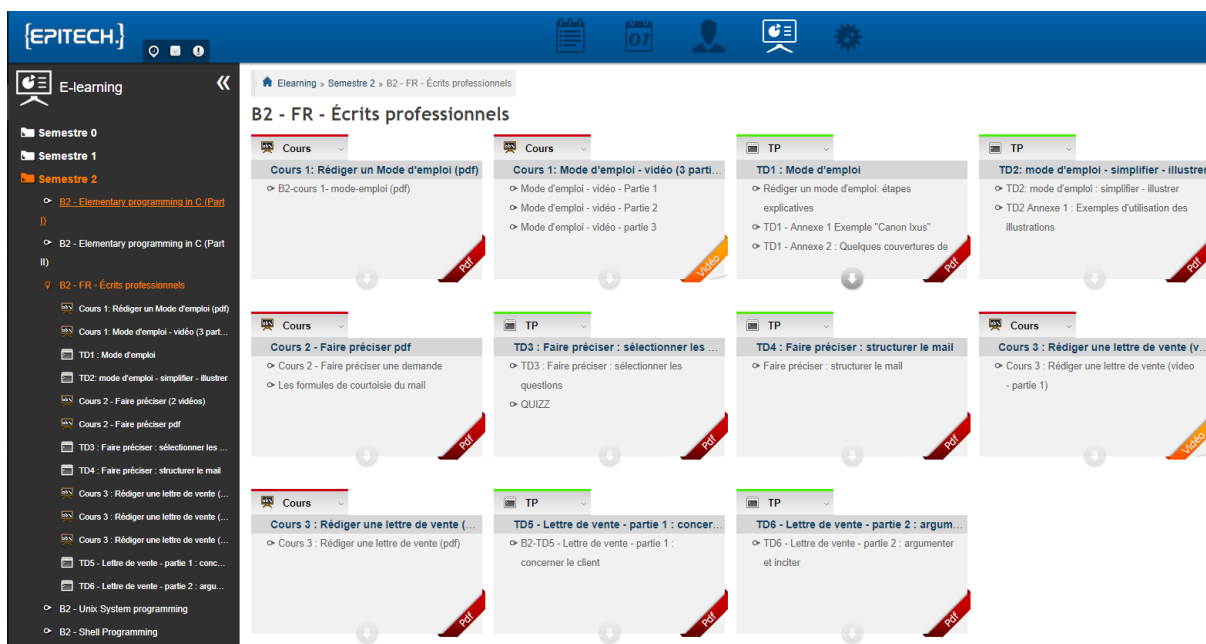 {EPITECH.}
01
E-learning
Semestre 0
Semestre 1
Semestre 2
B2 - Elementary programming in C (Part
I)
B2 - Elementary programming in C (Part
II)
B2 - FR - Écrits professionnels
Cours 1: Rédiger un Mode d'emploi (pdf)
Cours 1: Mode d'emploi - vidéo (3 part...
TD1 : Mode d'emploi
TD2: mode d'emploi - simplifier - illustrer
Cours 2 - Faire préciser (2 vidéos)
Cours 2 - Faire préciser pdf
TD3 : Faire préciser : sélectionner les ...
TD4 : Faire préciser : structurer le mail
Cours 3 : Rédiger une lettre de vente (...
Cours 3 : Rédiger une lettre de vente (...
Cours 3 : Rédiger une lettre de vente (...
TD5 - Lettre de vente - partie 1 : conc...
TD6 - Lettre de vente - partie 2 : argu...
B2 - Unix System programming
B2 - Shell Programming
Elearning » Semestre 2 » B2 - FR - Écrits professionnels
B2 - FR - Écrits professionnels
Cours
Cours 1: Rédiger un Mode d'emploi (pdf)
B2-cours 1- mode-emploi (pdf)
Pdf
Cours
Cours 1: Mode d'emploi - vidéo (3 parti...
Mode d'emploi - vidéo - Partie 1
Mode d'emploi - vidéo - Partie 2
Mode d'emploi - vidéo - partie 3
Vidéo
TP
TD1 : Mode d'emploi
Rédiger un mode d'emploi: étapes
explicatives
TD1 - Annexe 1 Exemple "Canon Ixus"
TD1 - Annexe 2 : Quelques couvertures de
Pdf
TP
TD2: mode d'emploi - simplifier - illustrer
TD2: mode d'emploi : simplifier - illustrer
TD2 Annexe 1 : Exemples d'utilisation des
illustrations
Pdf
Cours
Cours 2 - Faire préciser pdf
Cours 2 - Faire préciser une demande
Les formules de courtoisie du mail
Pdf
TP
TD3 : Faire préciser : sélectionner les ...
TD3 : Faire préciser : sélectionner les
questions
QUIZZ
Pdf
TP
TD4 : Faire préciser : structurer le mail
Faire préciser : structurer le mail
Pdf
Cours
Cours 3 : Rédiger une lettre de vente (v...
Cours 3 : Rédiger une lettre de vente (video
- partie 1)
Vidéo
Cours
Cours 3 : Rédiger une lettre de vente (...
Cours 3 : Rédiger une lettre de vente (pdf)
Pdf
TP
TD5 - Lettre de vente - partie 1 : concer...
B2-TD5 - Lettre de vente - partie 1 :
concerner le client
Pdf
TP
TD6 - Lettre de vente - partie 2 : argum...
TD6 - Lettre de vente - partie 2 : argumenter
et inciter
Pdf